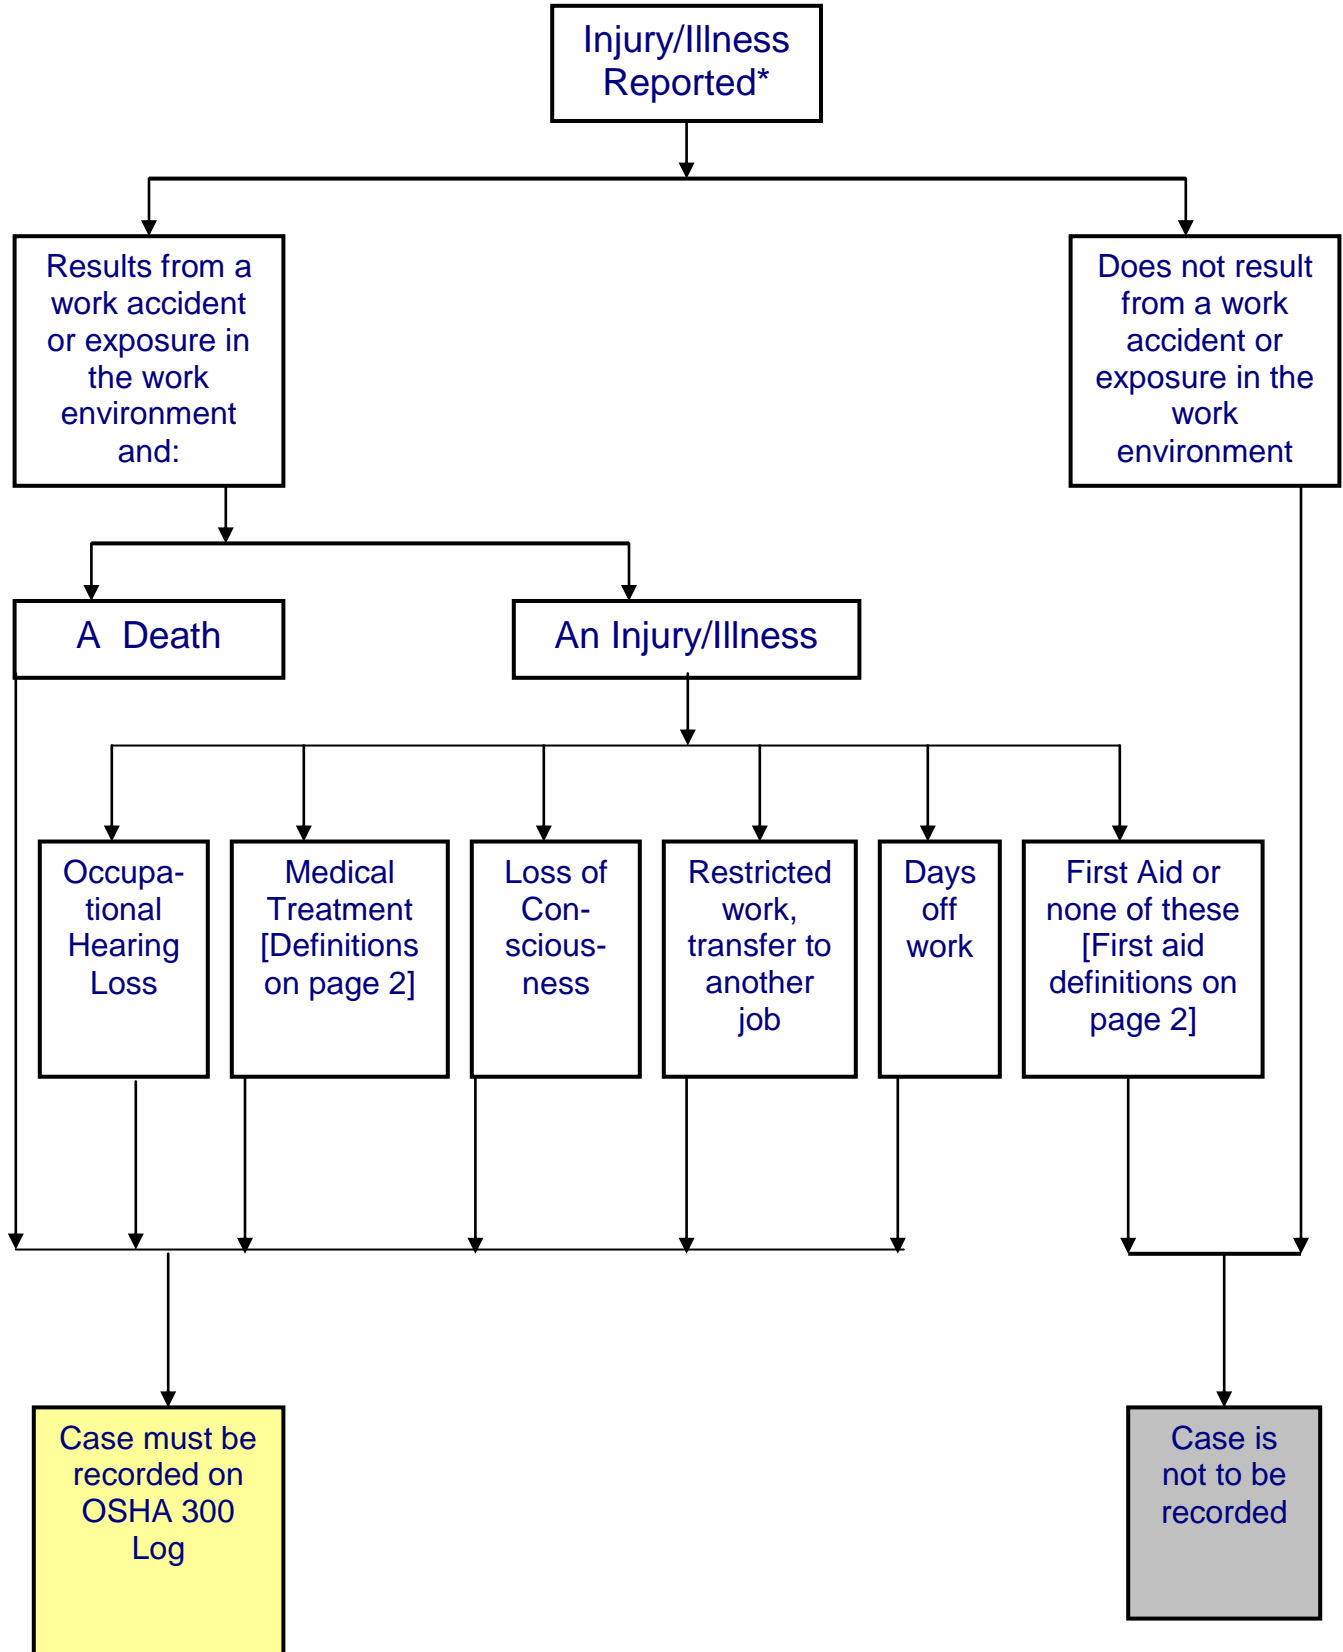 Injury/Illness
Reported*
Results from a
work accident
or exposure in
the work
environment
and:
Does not result
from a work
accident or
exposure in the
work
environment
A Death
An Injury/Illness
Occupa-
tional
Hearing
Loss
Medical
Treatment
[Definitions
on page 2]
Loss of
Con-
scious-
ness
Restricted
work,
transfer to
another
job
Days
off
work
First Aid or
none of these
[First aid
definitions on
page 2]
Case must be
recorded on
OSHA 300
Log
Case is
not to be
recorded